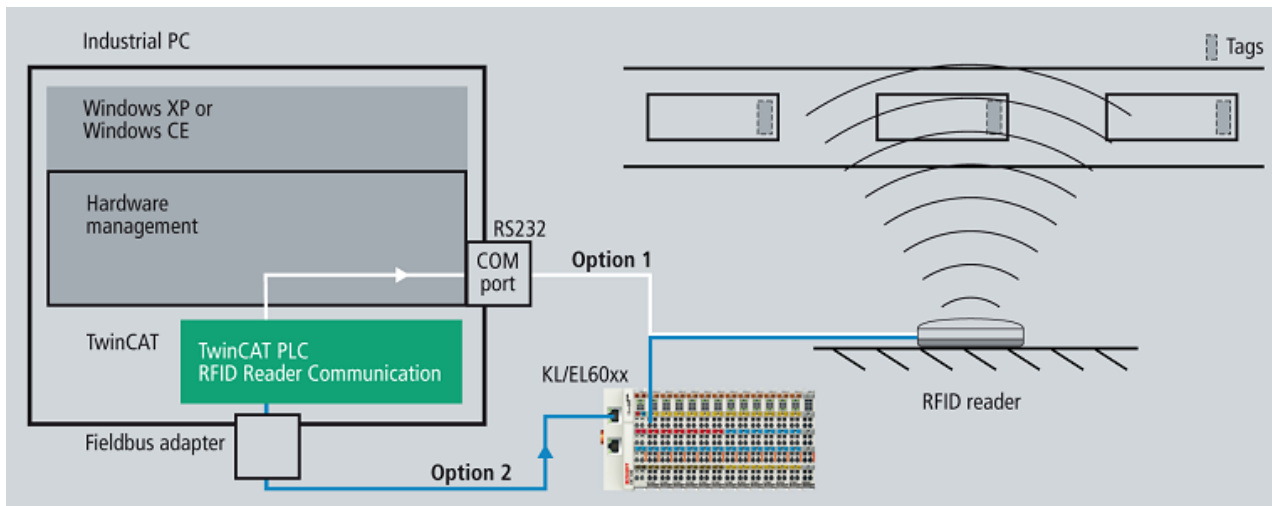 Industrial PC
Tags
Windows XP or
Windows CE
Hardware
management
RS232
COM
port
Option 1
TwinCAT
TwinCAT PLC
RFID Reader Communication
KL/EL60xx
RFID reader
Fieldbus adapter
Option 2